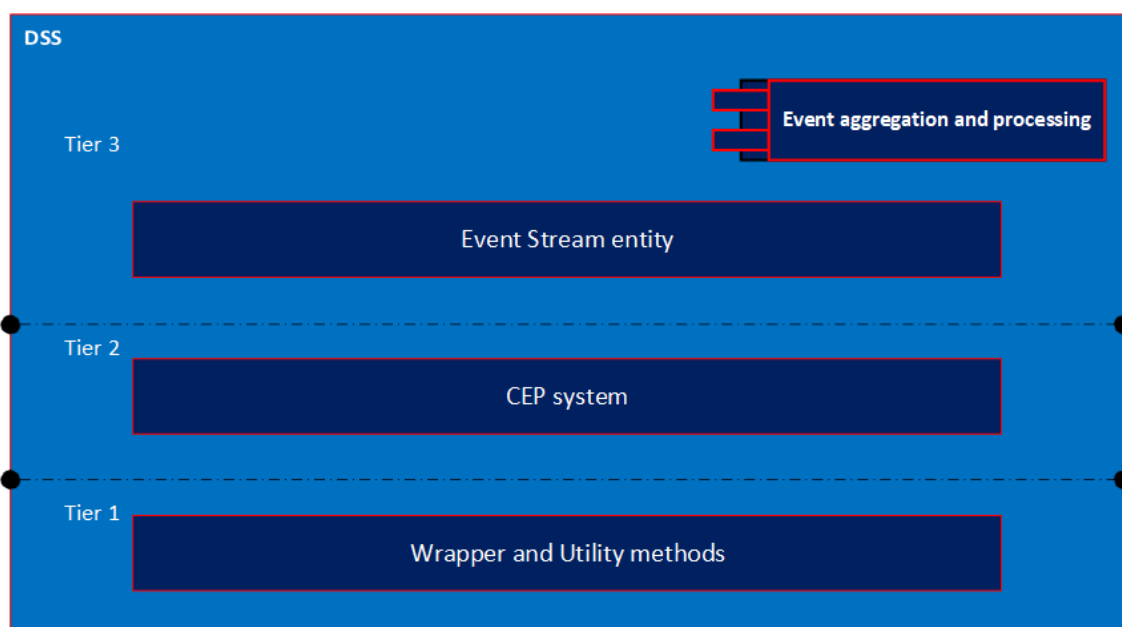 DSS
Event aggregation and processing
Tier 3
Event Stream entity
Tier 2
CEP system
Tier 1
Wrapper and Utility methods